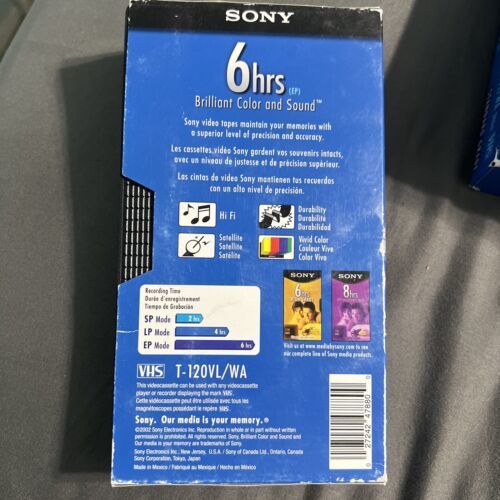 SONY
6hrs (EP)
Brilliant Color and Sound™
Sony video tapes maintain your memories with
a superior level of precision and accuracy.
Les cassettes vidéo Sony gardent vos souvenirs intacts,
avec un niveau de justesse et de précision supérieur.
Las cintas de video Sony mantienen tus recuerdos
con un alto nivel de precisión.
Hi Fi
Durability
Durabilité
Durabilidad
Satellite
Satellite
Satélite
Vivid Color
Couleur Vive
Color Vivo
Recording Time
Durée d'enregistrement
Tiempo de Grabación
SP Mode 2 hrs
LP Mode 4 hrs
EP Mode 6 hrs
6hrs
8hrs
Visit us at www.mediabysony.com to see
our complete line of Sony media products.
VHS T-120VL/WA
This videocassette can be used with any videocassette
player or recorder displaying the mark VHS.
Cette vidéocassette peut être utilisée avec tous les
magnétoscopes possédant le repère VHS.
Sony. Our media is your memory.®
©2002 Sony Electronics Inc. Reproduction in whole or in part without written
permission is prohibited. All rights reserved. Sony, Brilliant Color and Sound and
Our media is your memory are trademarks of Sony.
Sony Electronics Inc., New Jersey, U.S.A. / Sony of Canada Ltd., Ontario, Canada
Sony Corporation, Tokyo, Japan
Made in Mexico / Fabriqué au Mexique / Hecho en México
0 27242 47880 0